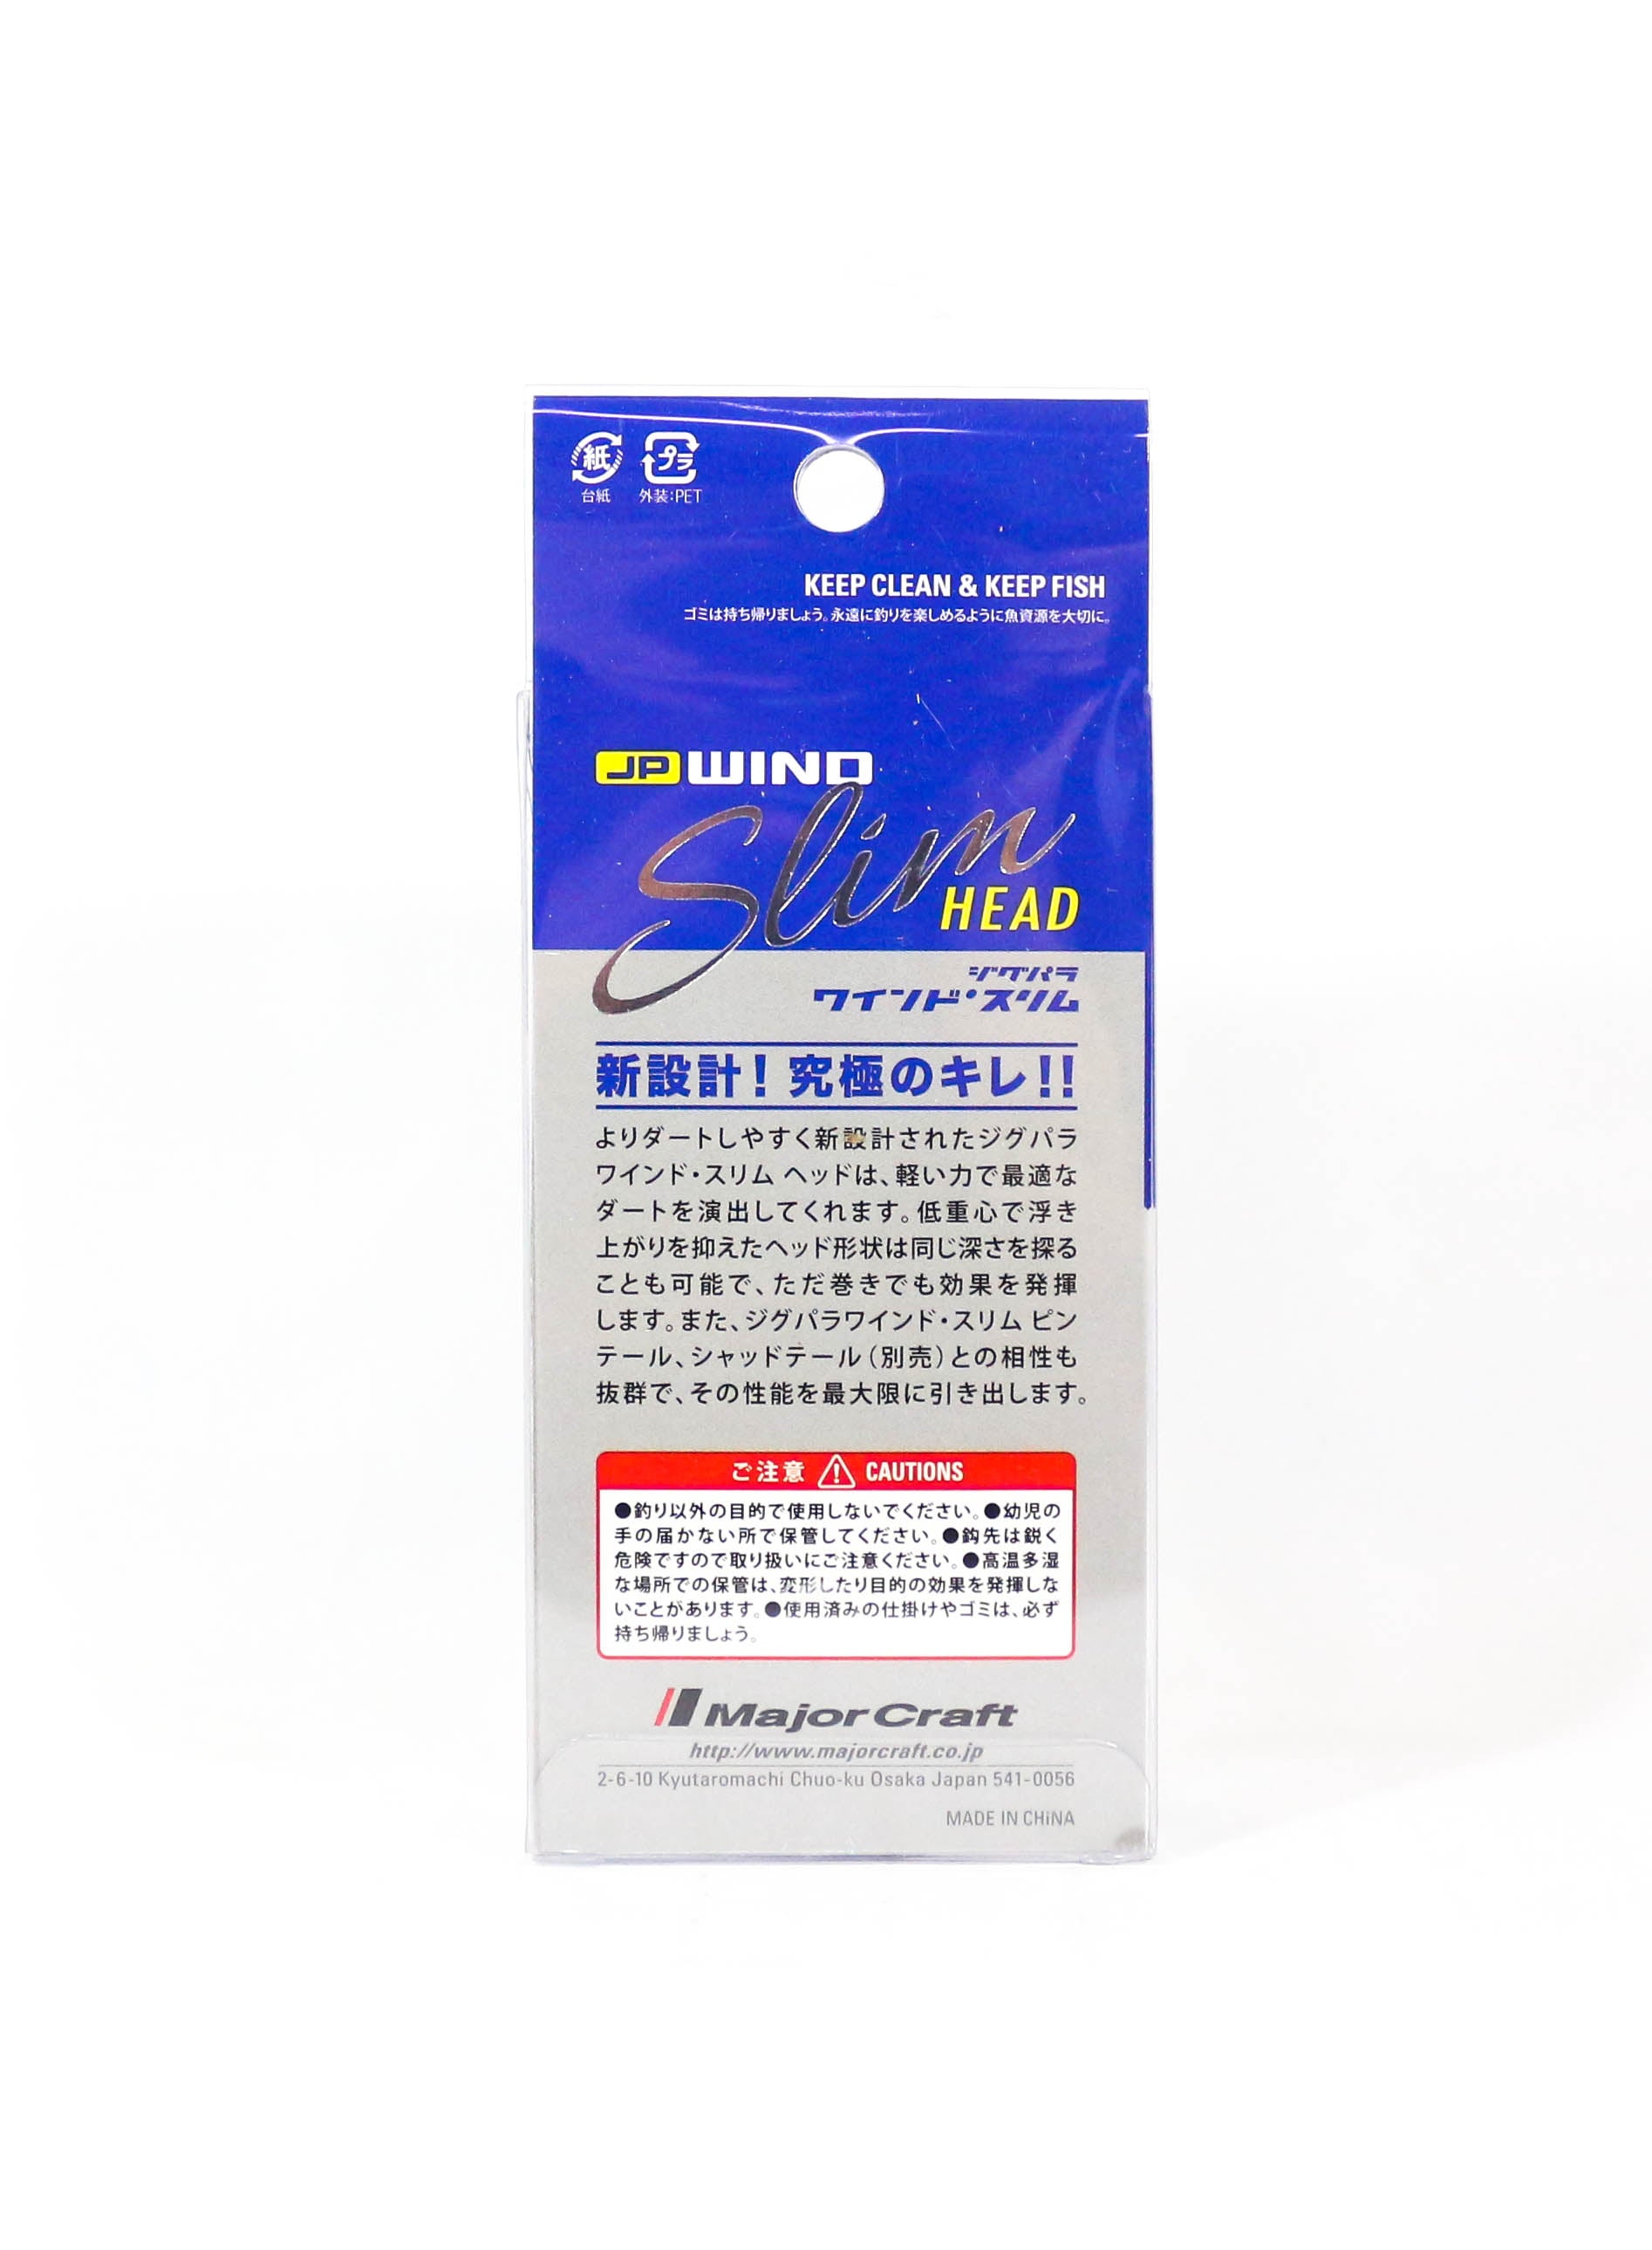 紙 プラ
台紙 外装:PET
KEEP CLEAN & KEEP FISH
ゴミは持ち帰りましょう。永遠に釣りを楽しめるように魚資源を大切に。
JP WIND
Slim
HEAD
ジグパラ
ワインド・スリム
新設計!究極のキレ!!
よりダートしやすく新設計されたジグパラ
ワインド・スリム ヘッドは、軽い力で最適な
ダートを演出してくれます。低重心で浮き
上がりを抑えたヘッド形状は同じ深さを探る
ことも可能で、ただ巻きでも効果を発揮
します。また、ジグパラワインド・スリム ピン
テール、シャッドテール(別売)との相性も
抜群で、その性能を最大限に引き出します。
ご注意 CAUTIONS
●釣り以外の目的で使用しないでください。●幼児の
手の届かない所で保管してください。●鈎先は鋭く
危険ですので取り扱いにご注意ください。●高温多湿
な場所での保管は、変形したり目的の効果を発揮しな
いことがあります。●使用済みの仕掛けやゴミは、必ず
持ち帰りましょう。
Major Craft
http://www.majorcraft.co.jp
2-6-10 Kyutaromachi Chuo-ku Osaka Japan 541-0056
MADE IN CHiNA